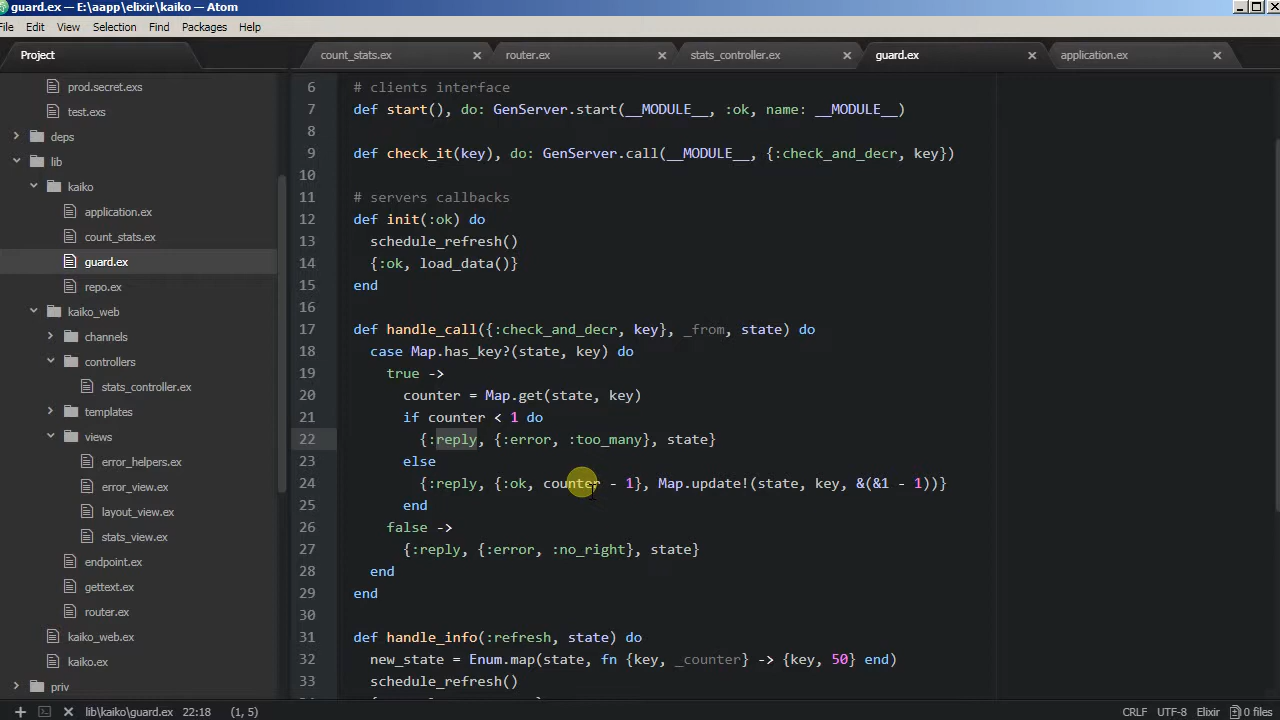 guard.ex — E:\aapp\elixir\kaiko — Atom
File Edit View Selection Find Packages Help
Project
count_stats.ex
router.ex
stats_controller.ex
guard.ex
application.ex
prod.secret.exs
test.exs
deps
lib
kaiko
application.ex
count_stats.ex
guard.ex
repo.ex
kaiko_web
channels
controllers
stats_controller.ex
templates
views
error_helpers.ex
error_view.ex
layout_view.ex
stats_view.ex
endpoint.ex
gettext.ex
router.ex
kaiko_web.ex
kaiko.ex
priv
6 # clients interface
7 def start(), do: GenServer.start(__MODULE__, :ok, name: __MODULE__)
8
9 def check_it(key), do: GenServer.call(__MODULE__, {:check_and_decr, key})
10
11 # servers callbacks
12 def init(:ok) do
13 schedule_refresh()
14 {:ok, load_data()}
15 end
16
17 def handle_call({:check_and_decr, key}, _from, state) do
18 case Map.has_key?(state, key) do
19 true ->
20 counter = Map.get(state, key)
21 if counter < 1 do
22 {:reply, {:error, :too_many}, state}
23 else
24 {:reply, {:ok, counter - 1}, Map.update!(state, key, &(&1 - 1))}
25 end
26 false ->
27 {:reply, {:error, :no_right}, state}
28 end
29 end
30
31 def handle_info(:refresh, state) do
32 new_state = Enum.map(state, fn {key, _counter} -> {key, 50} end)
33 schedule_refresh()
lib\kaiko\guard.ex 22:18 (1, 5)
CRLF UTF-8 Elixir 0 files